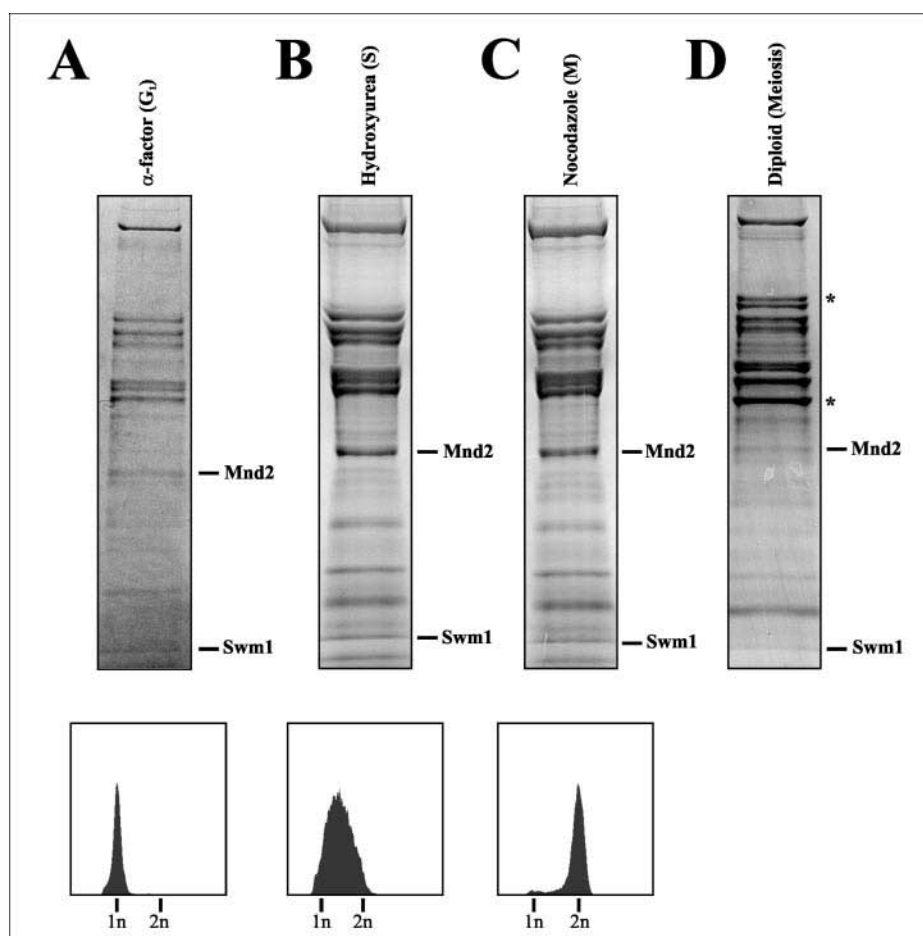 A B C D
α-factor (G₁)
Hydroxyurea (S)
Nocodazole (M)
Diploid (Meiosis)
*
*
Mnd2
Mnd2
Mnd2
Mnd2
Swm1
Swm1
Swm1
Swm1
1n 2n
1n 2n
1n 2n